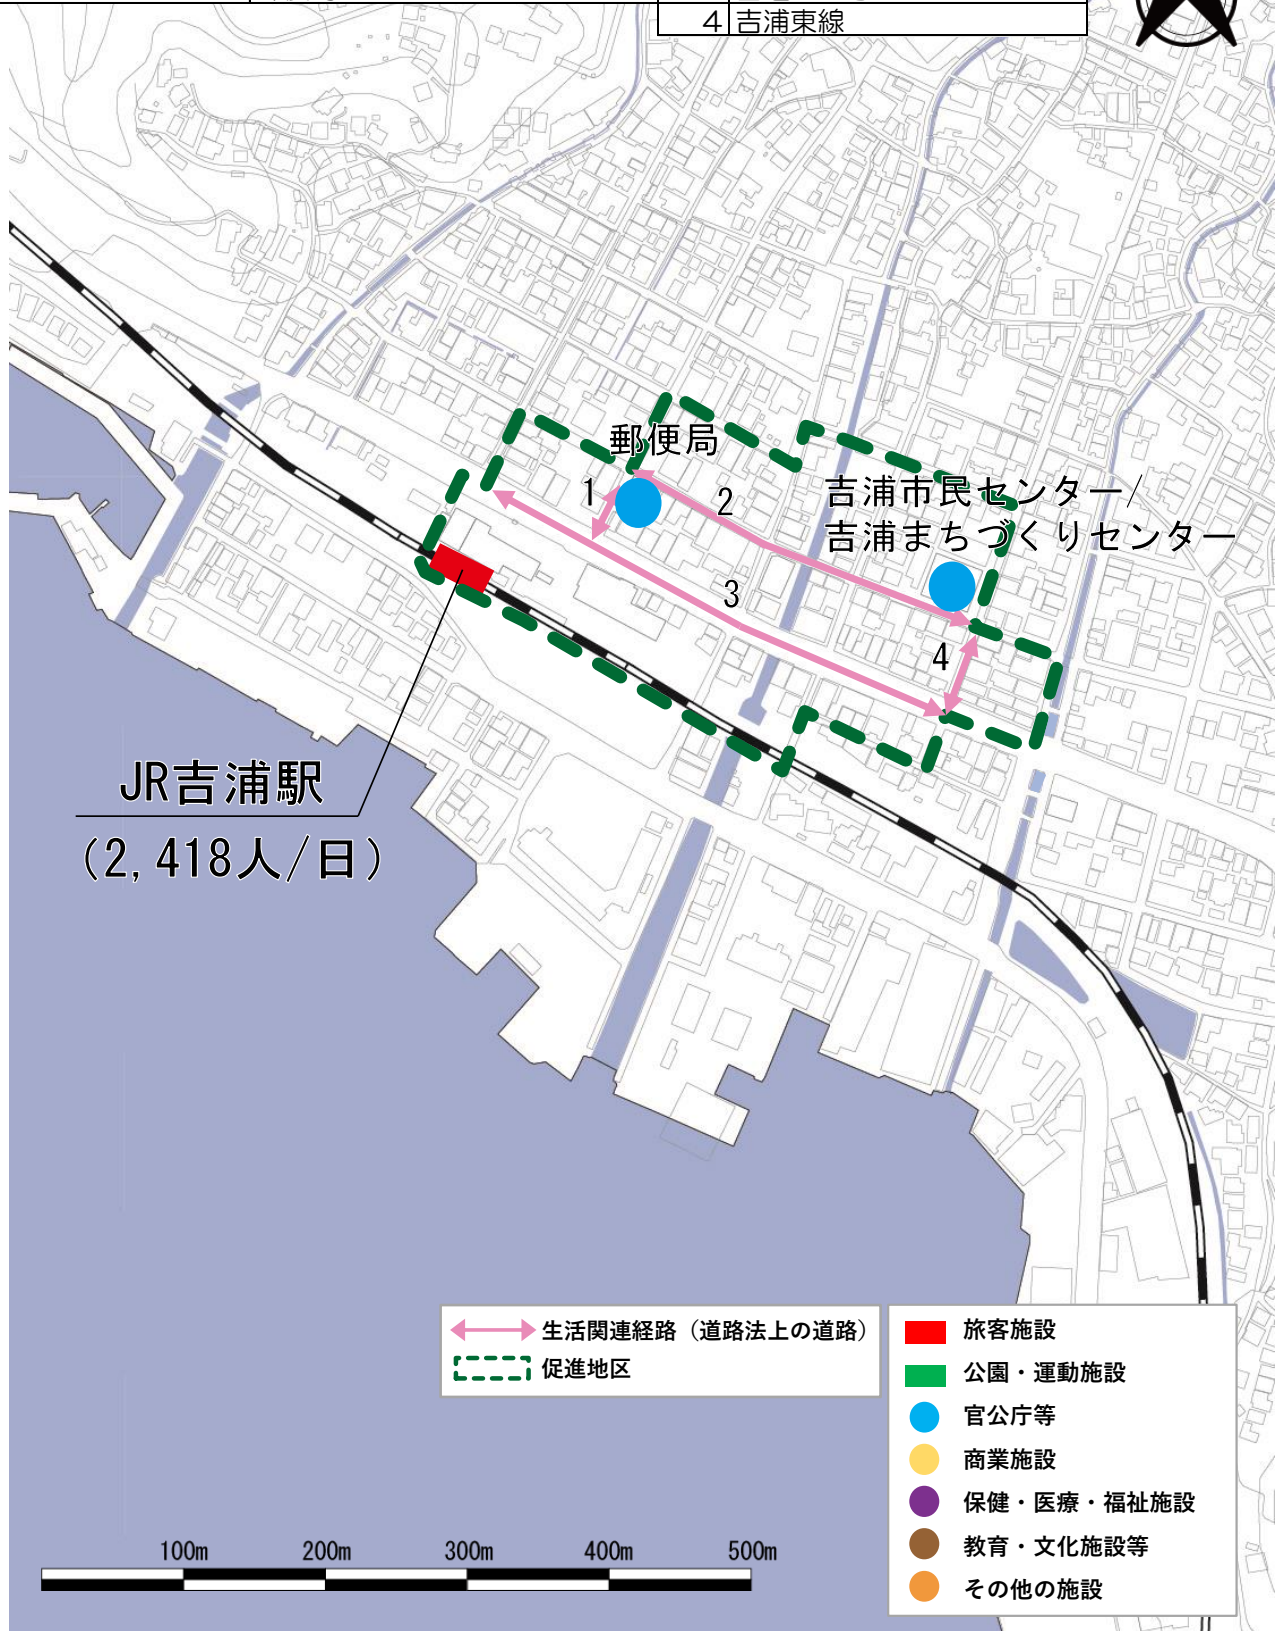 4 吉浦東線
郵便局
1
2
吉浦市民センター/
吉浦まちづくりセンター
3
4
JR吉浦駅
(2,418人/日)
生活関連経路（道路法上の道路）
促進地区
旅客施設
公園・運動施設
官公庁等
商業施設
保健・医療・福祉施設
教育・文化施設等
その他の施設
100m 200m 300m 400m 500m